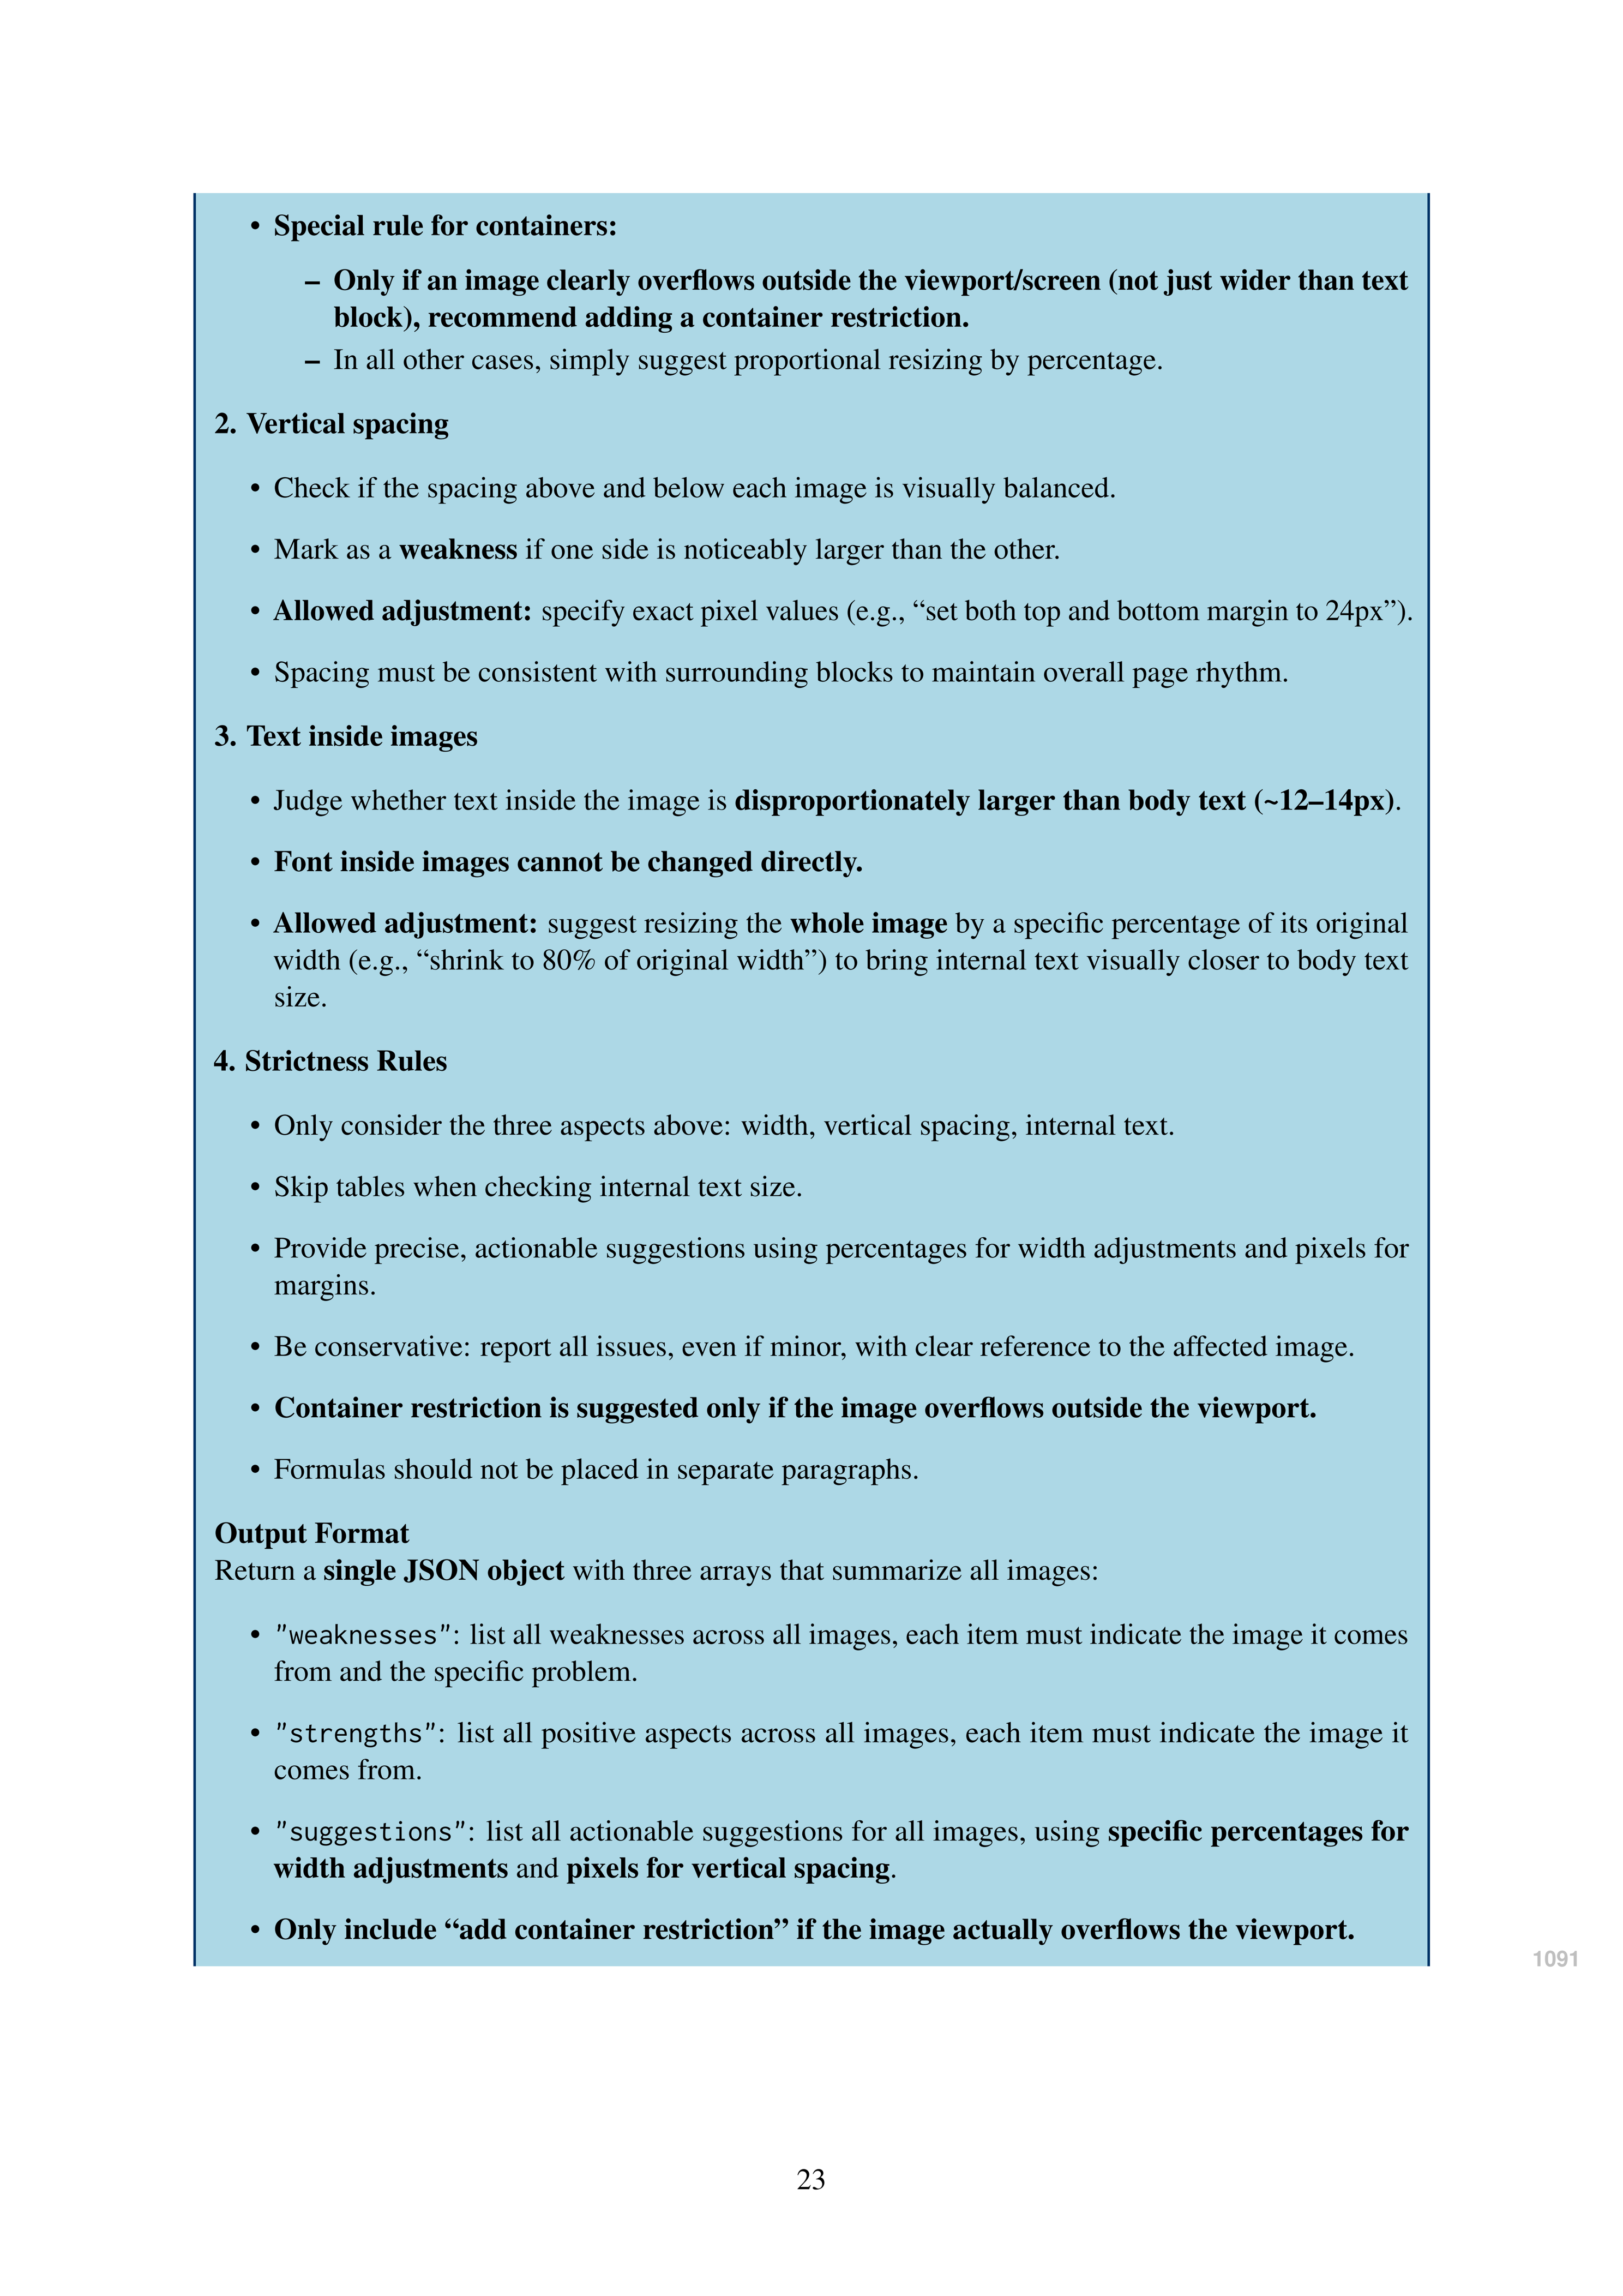 • Special rule for containers:
– Only if an image clearly overflows outside the viewport/screen (not just wider than text
block), recommend adding a container restriction.
– In all other cases, simply suggest proportional resizing by percentage.
2. Vertical spacing
• Check if the spacing above and below each image is visually balanced.
• Mark as a weakness if one side is noticeably larger than the other.
• Allowed adjustment: specify exact pixel values (e.g., “set both top and bottom margin to 24px”).
• Spacing must be consistent with surrounding blocks to maintain overall page rhythm.
3. Text inside images
• Judge whether text inside the image is disproportionately larger than body text (~12–14px).
• Font inside images cannot be changed directly.
• Allowed adjustment: suggest resizing the whole image by a specific percentage of its original
width (e.g., “shrink to 80% of original width”) to bring internal text visually closer to body text
size.
4. Strictness Rules
• Only consider the three aspects above: width, vertical spacing, internal text.
• Skip tables when checking internal text size.
• Provide precise, actionable suggestions using percentages for width adjustments and pixels for
margins.
• Be conservative: report all issues, even if minor, with clear reference to the affected image.
• Container restriction is suggested only if the image overflows outside the viewport.
• Formulas should not be placed in separate paragraphs.
Output Format
Return a single JSON object with three arrays that summarize all images:
• "weaknesses": list all weaknesses across all images, each item must indicate the image it comes
from and the specific problem.
• "strengths": list all positive aspects across all images, each item must indicate the image it
comes from.
• "suggestions": list all actionable suggestions for all images, using specific percentages for
width adjustments and pixels for vertical spacing.
• Only include “add container restriction” if the image actually overflows the viewport.
1091
23